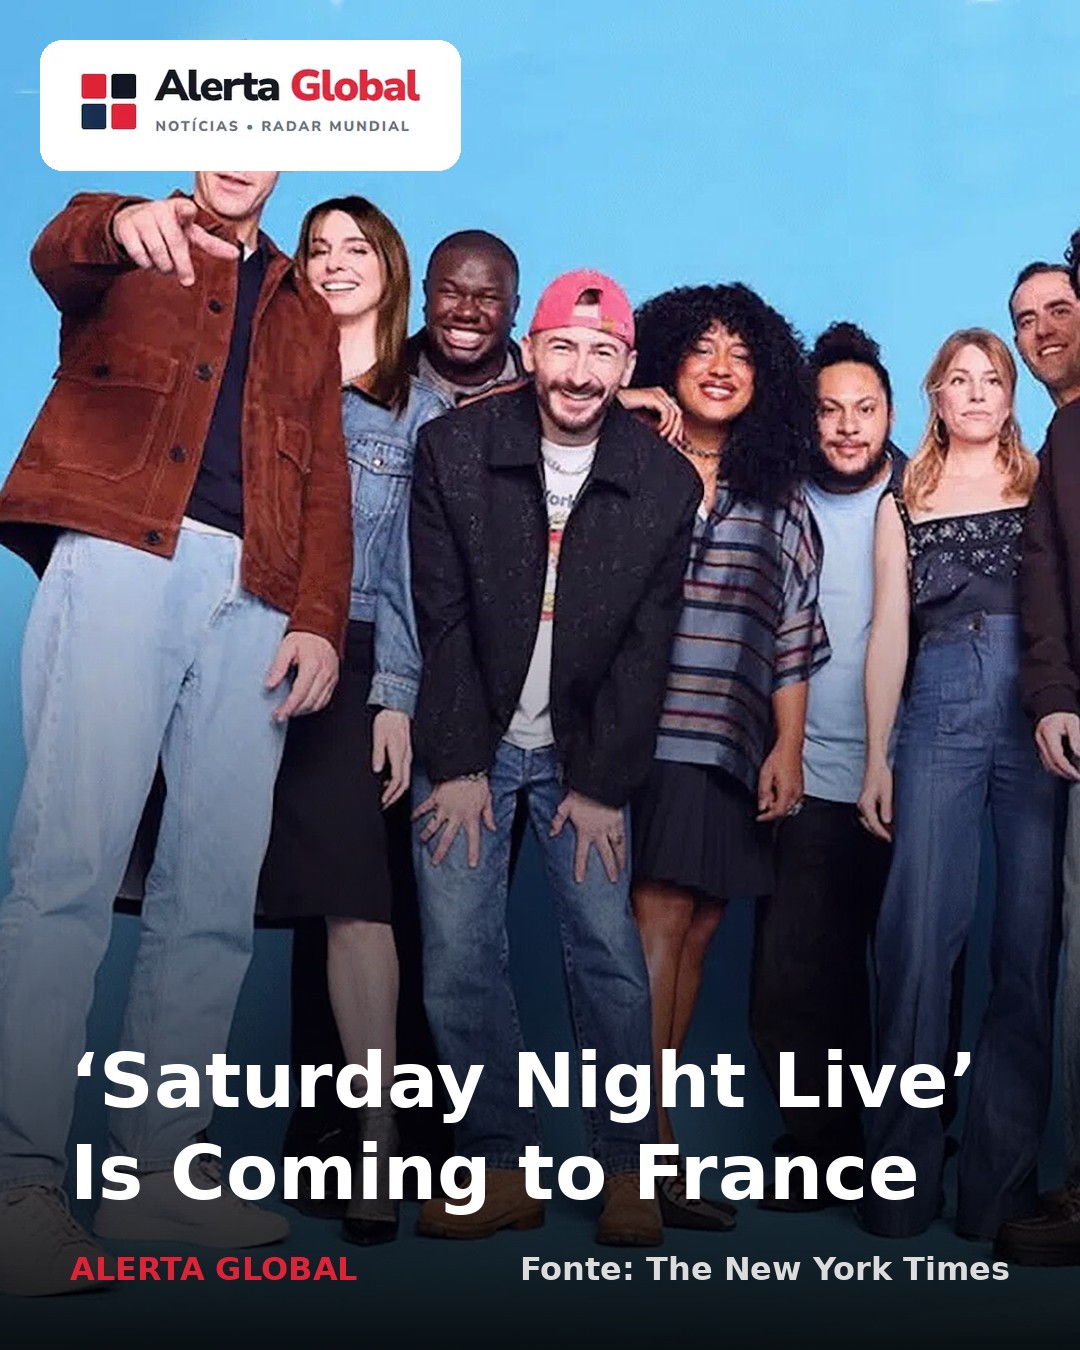 Alerta Global
NOTÍCIAS • RADAR MUNDIAL
‘Saturday Night Live’
Is Coming to France
ALERTA GLOBAL
Fonte: The New York Times